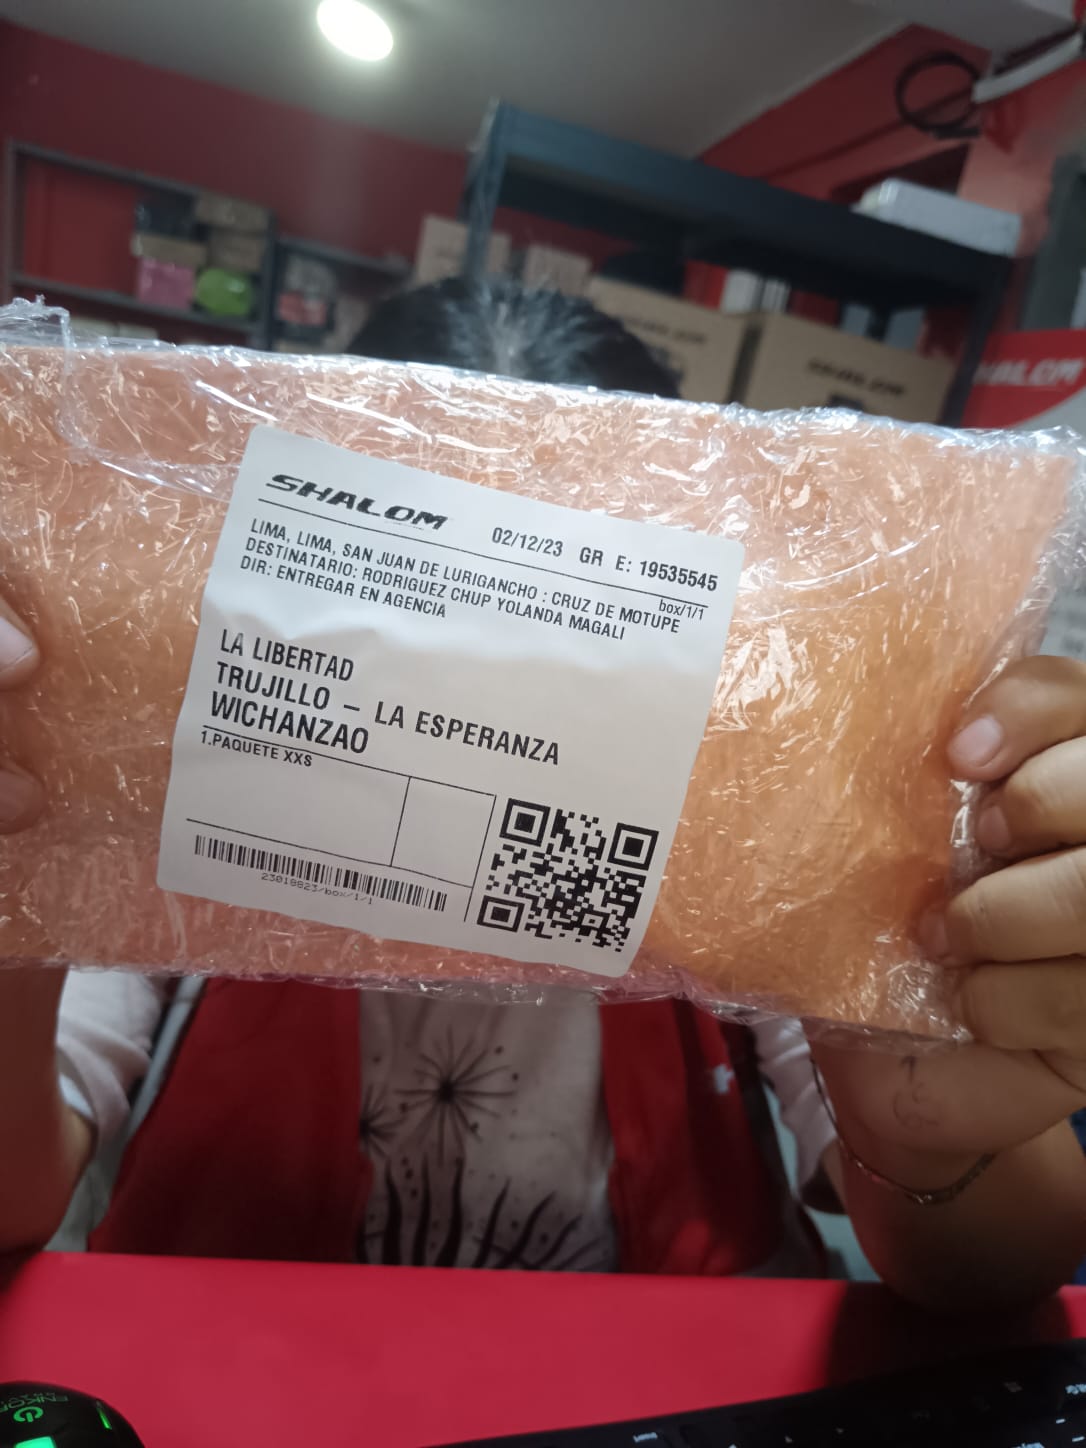 SHALOM
SHALOM
SHALOM 02/12/23 GR E: 19535545
box/1/1
LIMA, LIMA, SAN JUAN DE LURIGANCHO : CRUZ DE MOTUPE
DESTINATARIO: RODRIGUEZ CHUP YOLANDA MAGALI
DIR: ENTREGAR EN AGENCIA
LA LIBERTAD
TRUJILLO – LA ESPERANZA
WICHANZAO
1.PAQUETE XXS
23019823/box/1/1